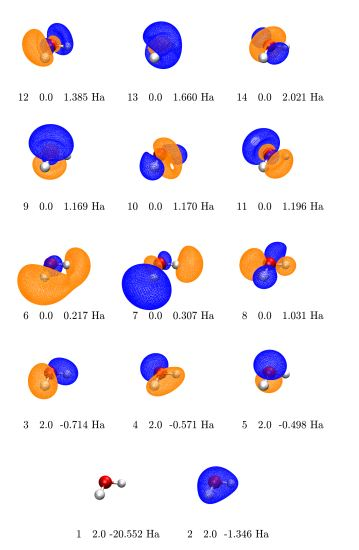 12 0.0 1.385 Ha 13 0.0 1.660 Ha 14 0.0 2.021 Ha
9 0.0 1.169 Ha 10 0.0 1.170 Ha 11 0.0 1.196 Ha
6 0.0 0.217 Ha 7 0.0 0.307 Ha 8 0.0 1.031 Ha
3 2.0 -0.714 Ha 4 2.0 -0.571 Ha 5 2.0 -0.498 Ha
1 2.0 -20.552 Ha 2 2.0 -1.346 Ha